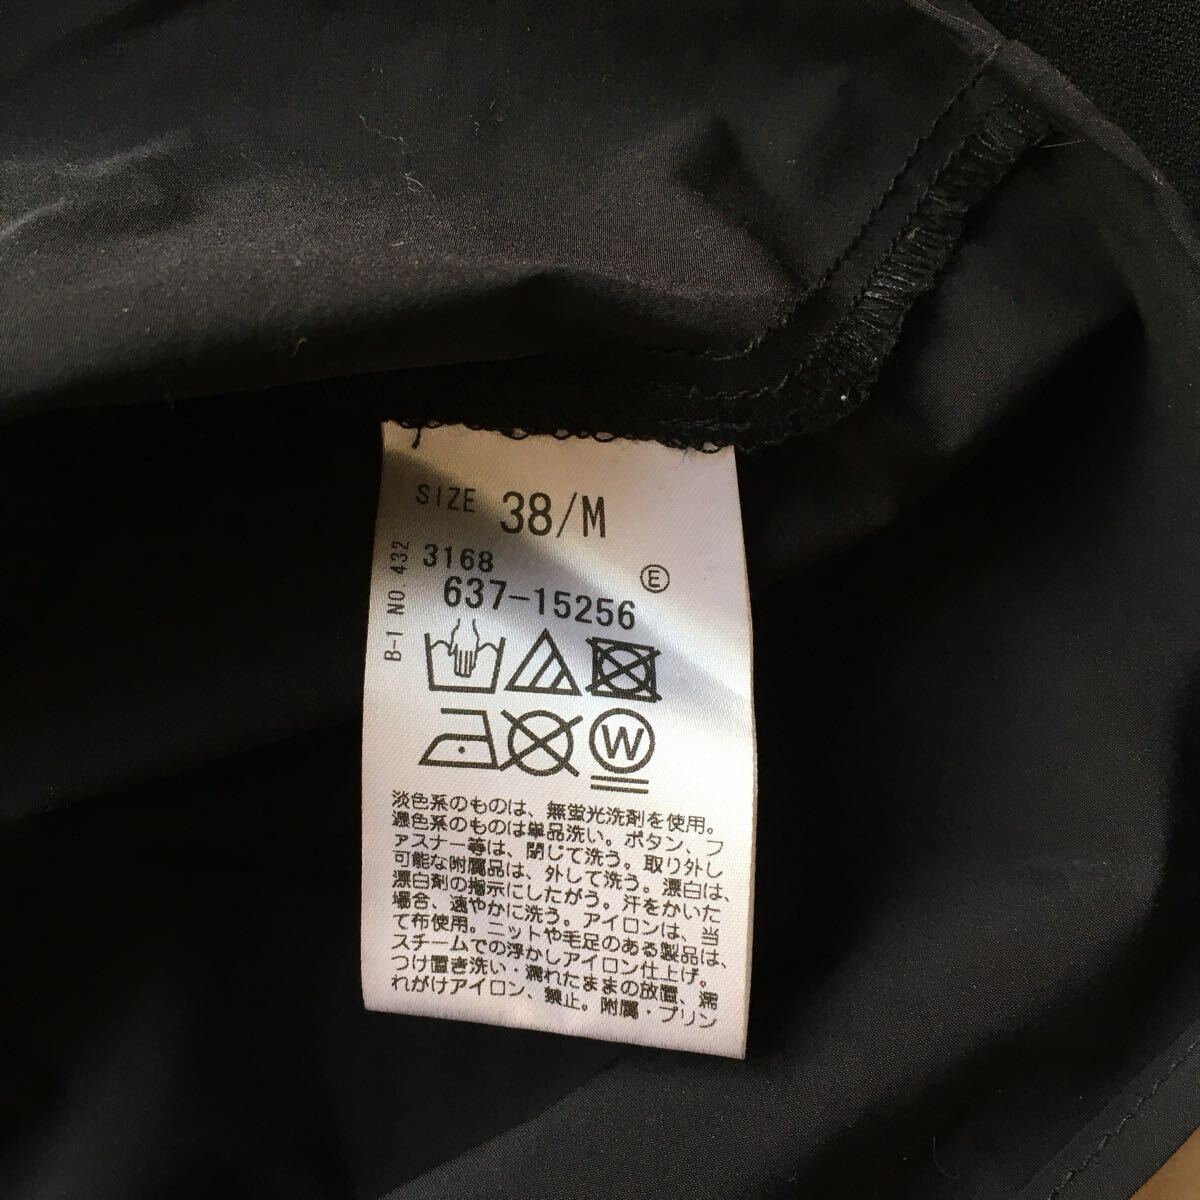 SIZE 38/M
3168
Ⓔ
637-15256
B-1 NO.432
W
淡色系のものは、無蛍光洗剤を使用。
濃色系のものは単品洗い。ボタン、フ
ァスナー等は、閉じて洗う。取り外し
可能な附属品は、外して洗う。漂白は、
漂白剤の指示にしたがう。汗をかいた
場合、速やかに洗う。アイロンは、当
て布使用。ニットや毛足のある製品は、
スチームでの浮かしアイロン仕上げ。
つけ置き洗い・濡れたままの放置、濡
れがけアイロン、禁止。附属・プリン